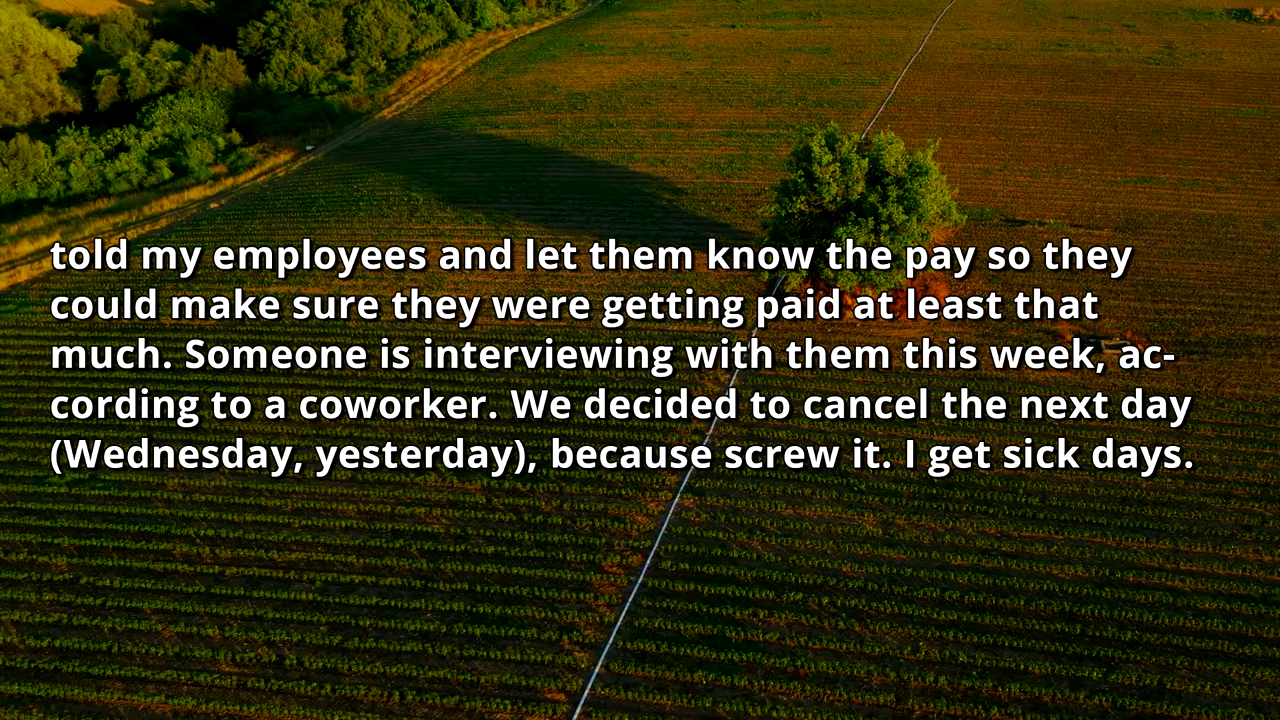 told my employees and let them know the pay so they
could make sure they were getting paid at least that
much. Someone is interviewing with them this week, ac-
cording to a coworker. We decided to cancel the next day
(Wednesday, yesterday), because screw it. I get sick days.